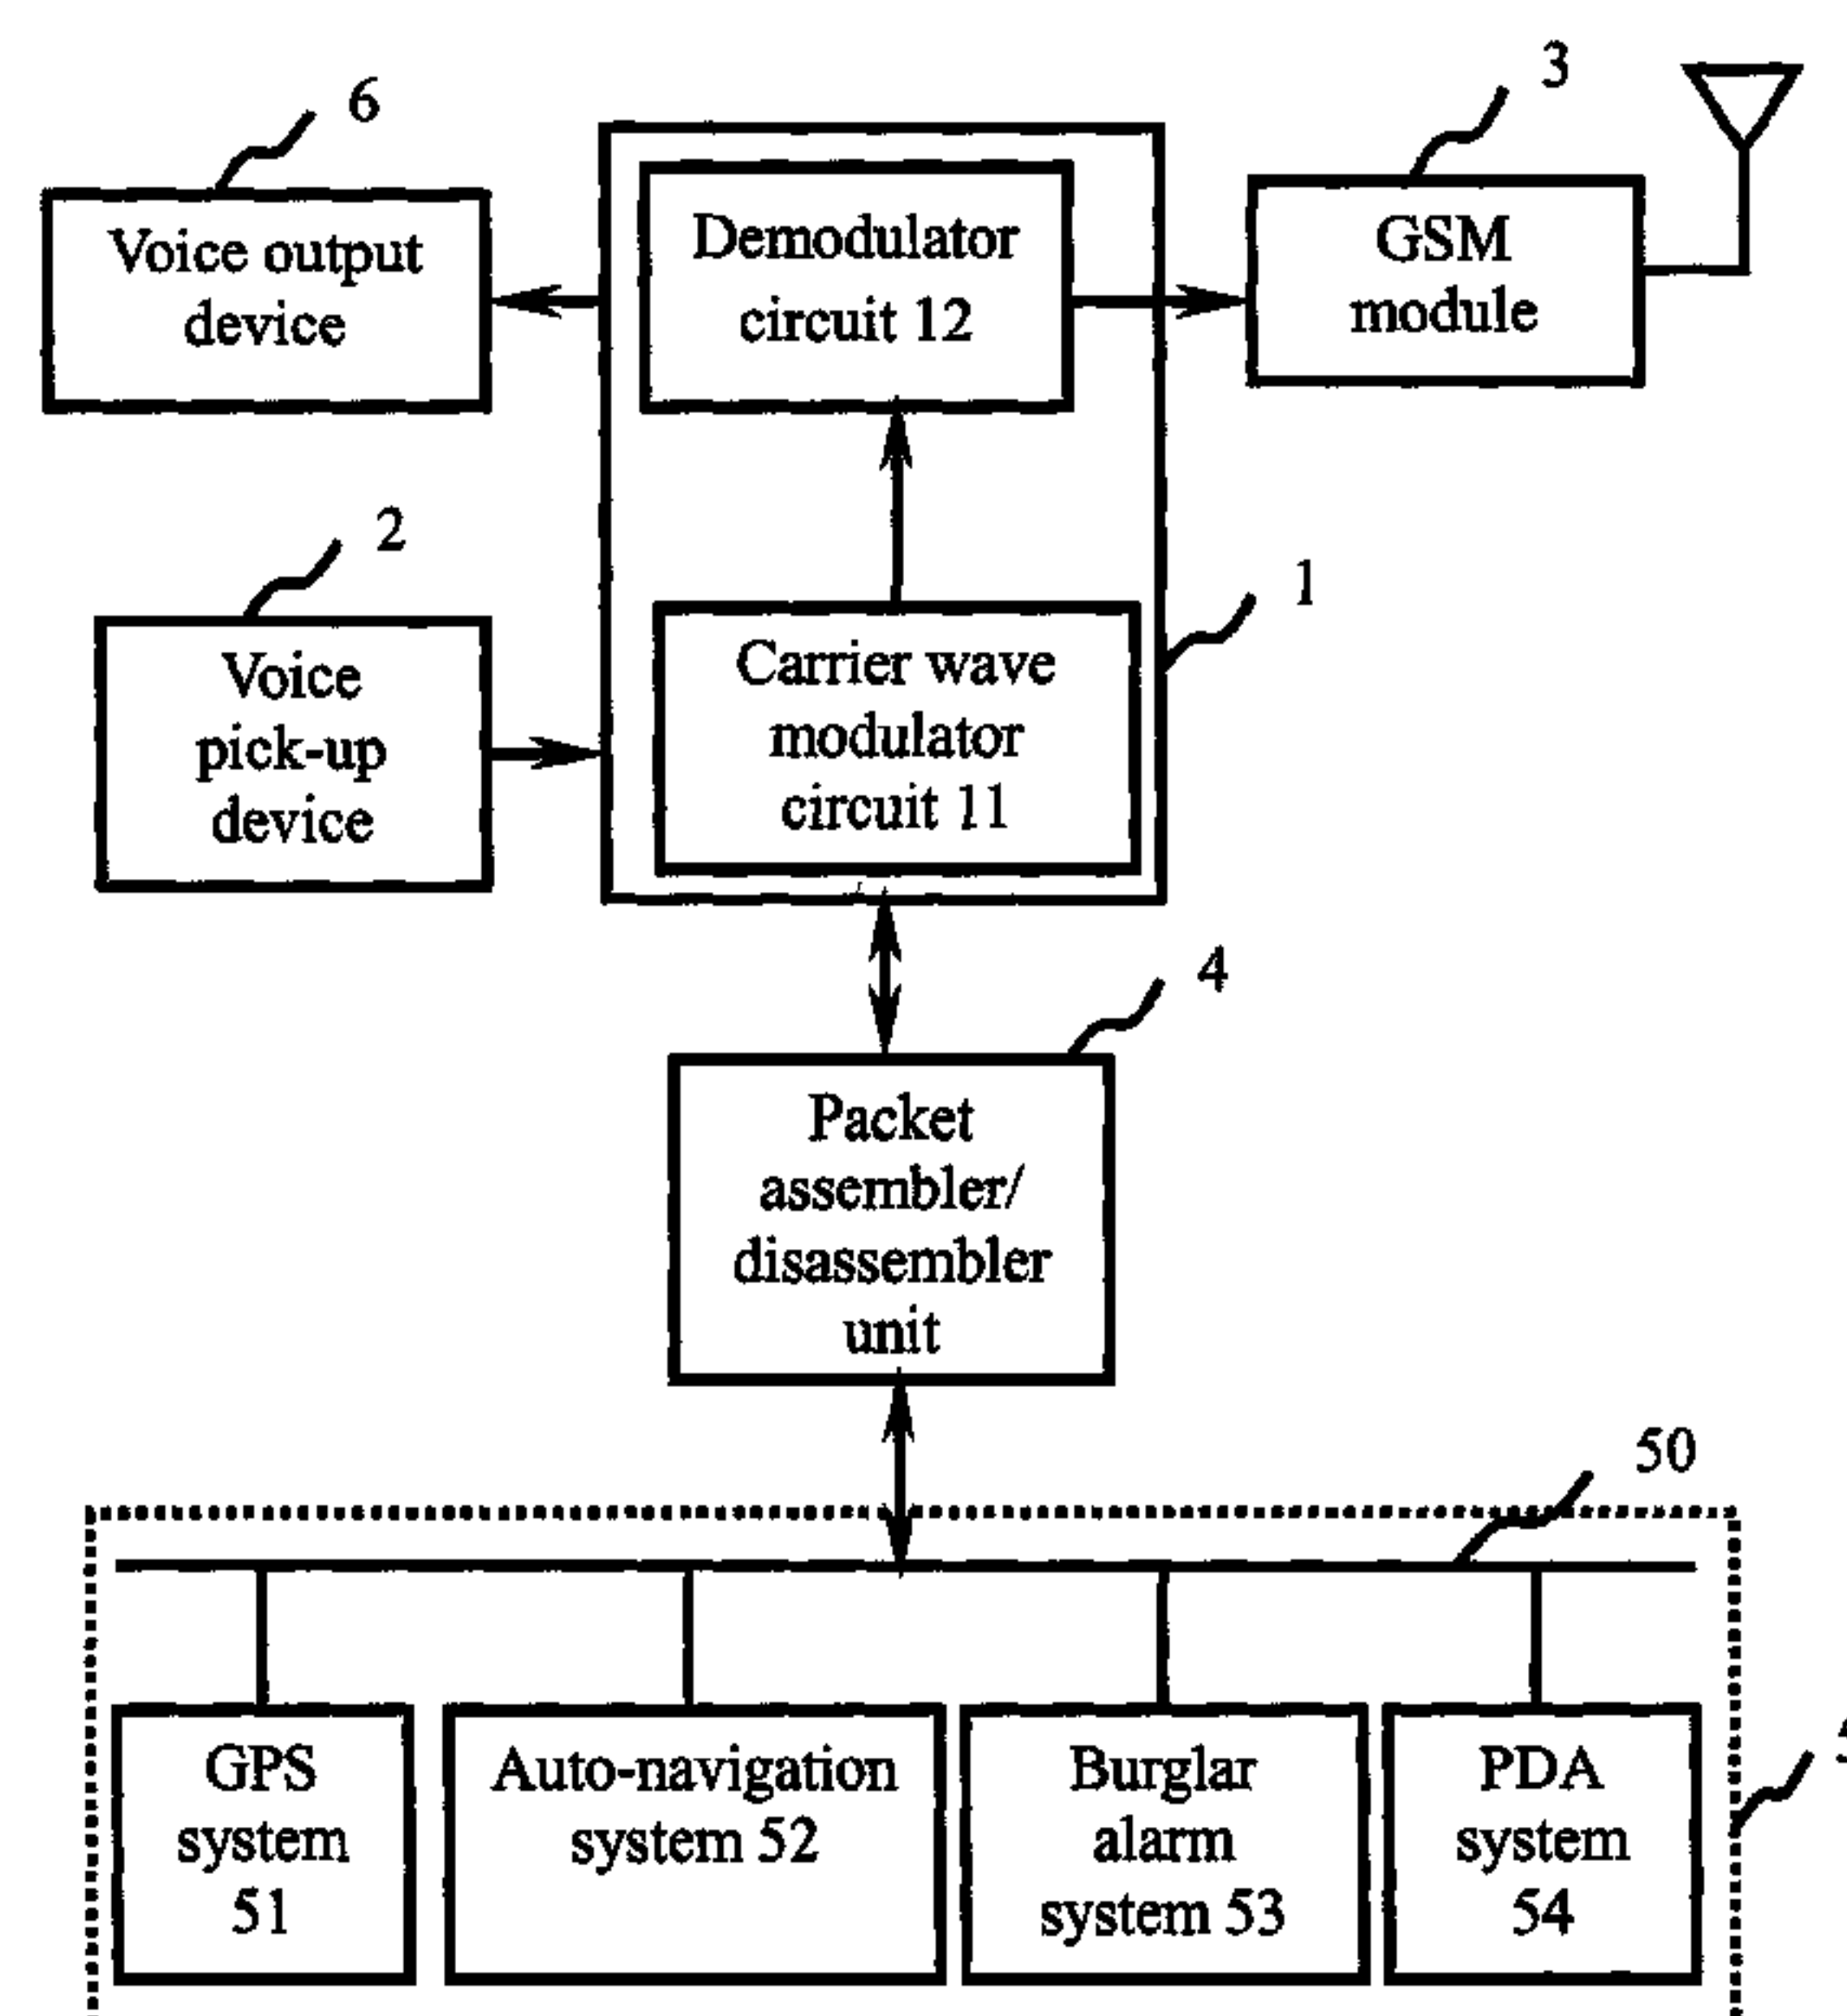 6
3
Voice output
device
Demodulator
circuit 12
GSM
module
2
1
Voice
pick-up
device
Carrier wave
modulator
circuit 11
4
Packet
assembler/
disassembler
unit
50
GPS
system
51
Auto-navigation
system 52
Burglar
alarm
system 53
PDA
system
54